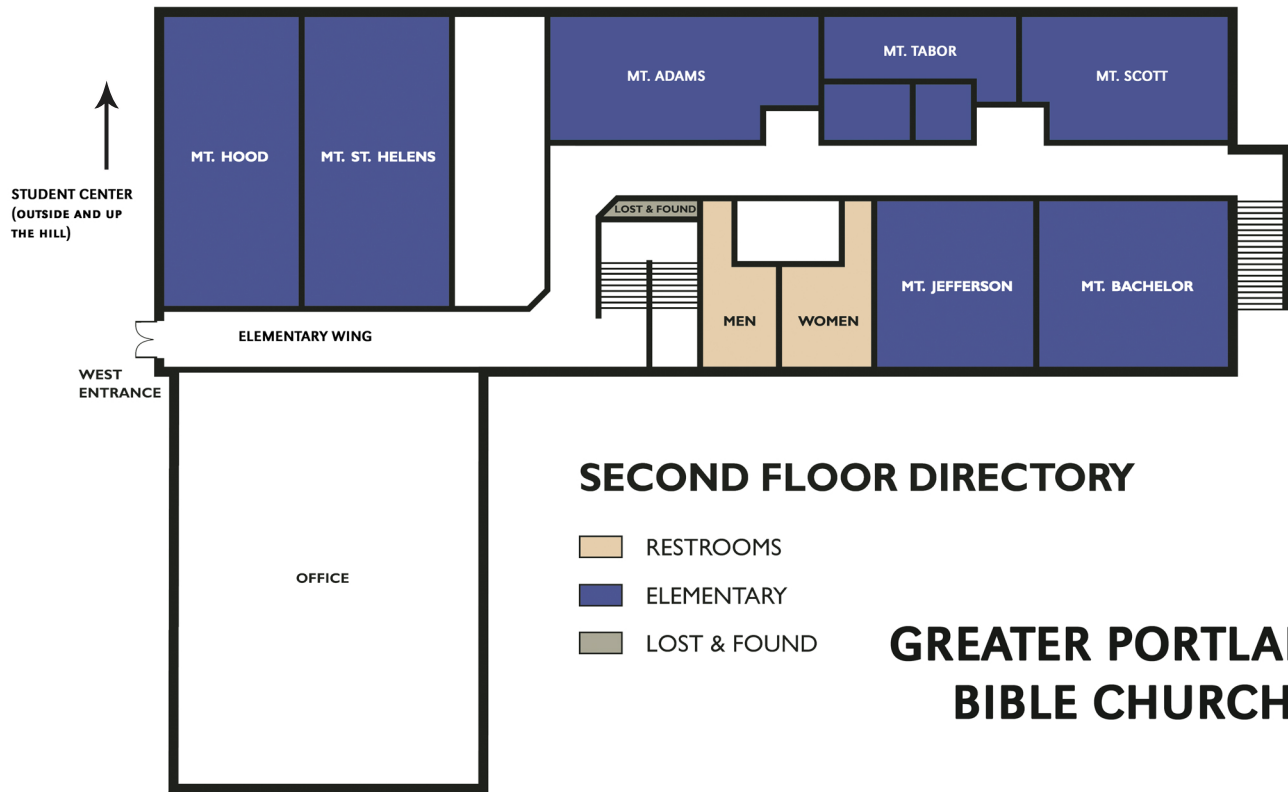 MT. ADAMS
MT. TABOR
MT. SCOTT
MT. HOOD
MT. ST. HELENS
STUDENT CENTER
(OUTSIDE AND UP
THE HILL)
LOST & FOUND
MT. JEFFERSON
MT. BACHELOR
MEN
WOMEN
ELEMENTARY WING
WEST
ENTRANCE
SECOND FLOOR DIRECTORY
RESTROOMS
ELEMENTARY
LOST & FOUND
OFFICE
GREATER PORTLA
BIBLE CHURCH